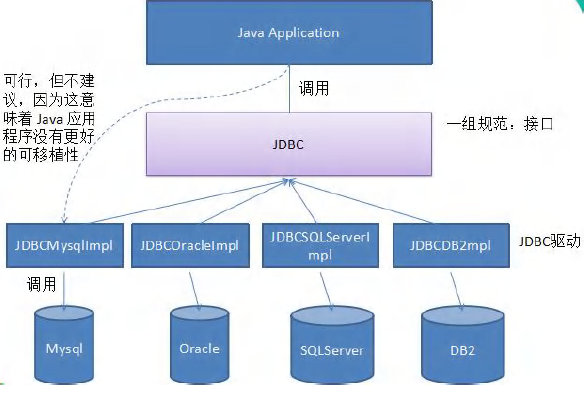 Java Application
可行，但不建
议，因为这意
味着 Java 应用
程序没有更好
的可移植性
调用
JDBC
一组规范：接口
JDBCMysqlImpl
JDBCOracleImpl
JDBCSQLServerI
mpl
JDBCDB2mpl
JDBC驱动
调用
Mysql
Oracle
SQLServer
DB2